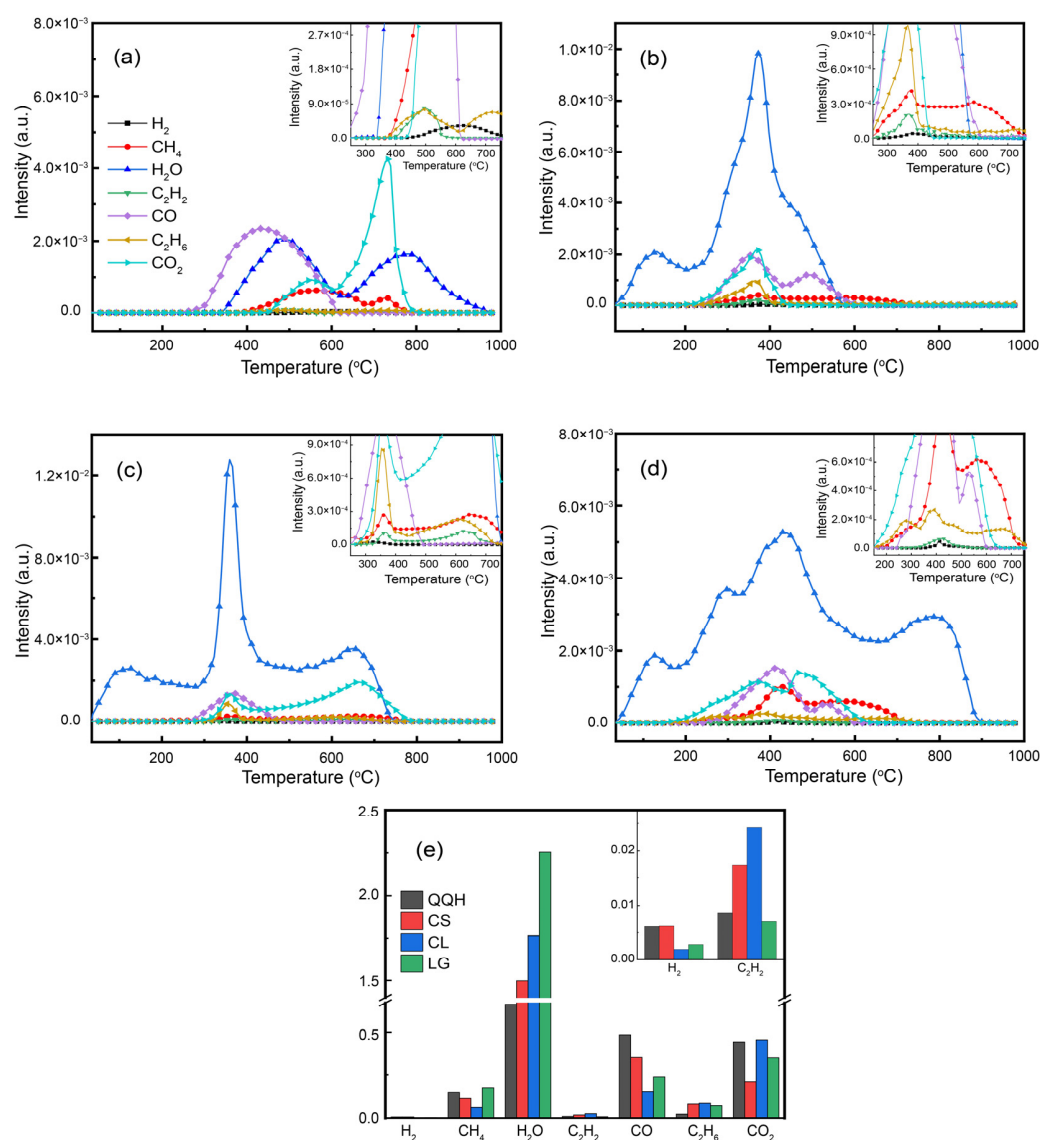 (a)
Intensity (a.u.)
8.0×10⁻³
6.0×10⁻³
4.0×10⁻³
2.0×10⁻³
0.0
200 400 600 800 1000
Temperature (°C)
H₂
CH₄
H₂O
C₂H₂
CO
C₂H₆
CO₂
Intensity (a.u.)
2.7×10⁻⁴
1.8×10⁻⁴
9.0×10⁻⁵
0.0
300 400 500 600 700
Temperature (°C)
(b)
Intensity (a.u.)
1.0×10⁻²
8.0×10⁻³
6.0×10⁻³
4.0×10⁻³
2.0×10⁻³
0.0
0 200 400 600 800 1000
Temperature (°C)
Intensity (a.u.)
9.0×10⁻⁴
6.0×10⁻⁴
3.0×10⁻⁴
0.0
300 400 500 600 700
Temperature (°C)
(c)
Intensity (a.u.)
1.2×10⁻²
8.0×10⁻³
4.0×10⁻³
0.0
200 400 600 800 1000
Temperature (°C)
Intensity (a.u.)
9.0×10⁻⁴
6.0×10⁻⁴
3.0×10⁻⁴
0.0
300 400 500 600 700
Temperature (°C)
(d)
Intensity (a.u.)
8.0×10⁻³
6.0×10⁻³
4.0×10⁻³
2.0×10⁻³
0.0
0 200 400 600 800 1000
Temperature (°C)
Intensity (a.u.)
6.0×10⁻⁴
4.0×10⁻⁴
2.0×10⁻⁴
0.0
200 300 400 500 600 700
Temperature (°C)
(e)
2.5
2.0
1.5
0.5
0.0
QQH
CS
CL
LG
H₂ CH₄ H₂O C₂H₂ CO C₂H₆ CO₂
0.02
0.01
0.00
H₂ C₂H₂